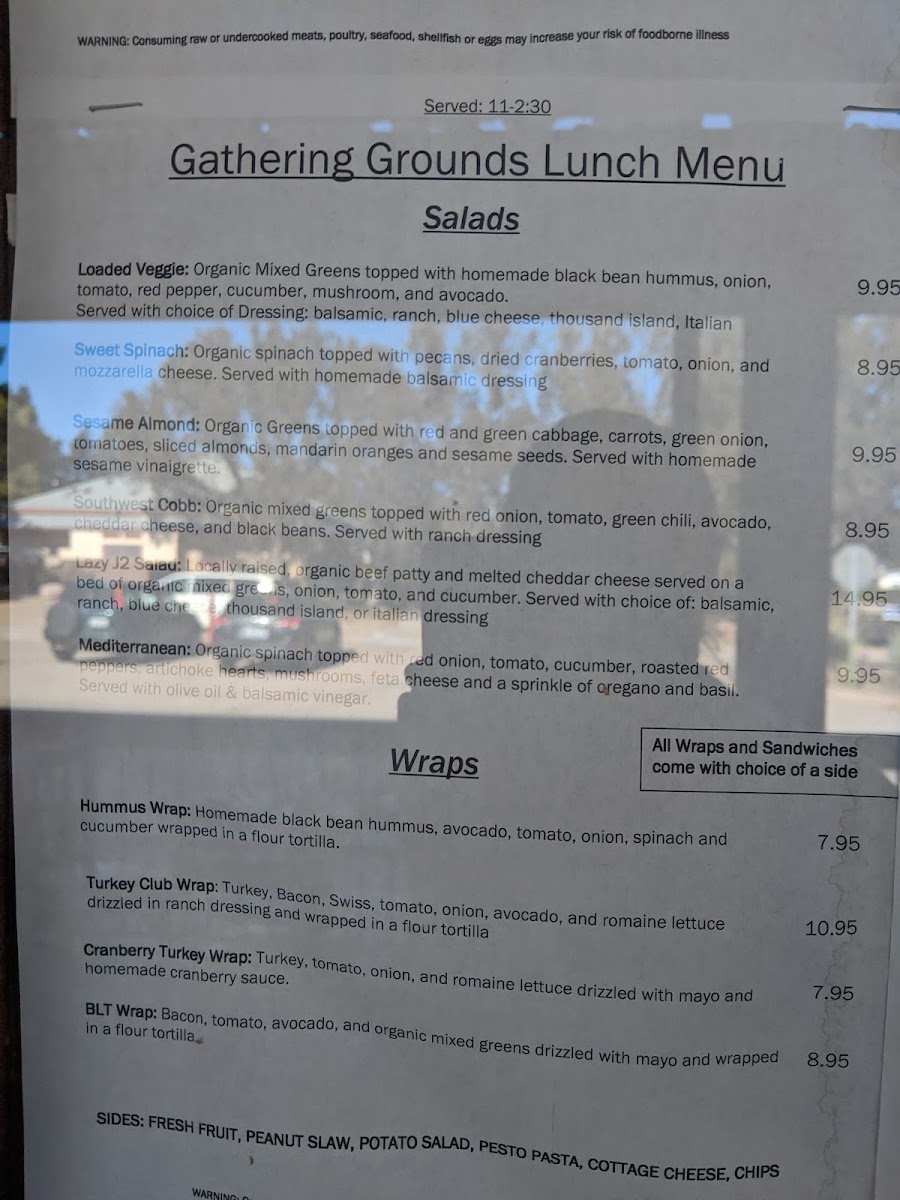 WARNING: Consuming raw or undercooked meats, poultry, seafood, shellfish or eggs may increase your risk of foodborne illness
Served: 11-2:30
Gathering Grounds Lunch Menu
Salads
Loaded Veggie: Organic Mixed Greens topped with homemade black bean hummus, onion,
tomato, red pepper, cucumber, mushroom, and avocado. 9.95
Served with choice of Dressing: balsamic, ranch, blue cheese, thousand island, Italian
Sweet Spinach: Organic spinach topped with pecans, dried cranberries, tomato, onion, and 8.95
mozzarella cheese. Served with homemade balsamic dressing
Sesame Almond: Organic Greens topped with red and green cabbage, carrots, green onion,
tomatoes, sliced almonds, mandarin oranges and sesame seeds. Served with homemade 9.95
sesame vinaigrette.
Southwest Cobb: Organic mixed greens topped with red onion, tomato, green chili, avocado, 8.95
cheddar cheese, and black beans. Served with ranch dressing
Lazy J2 Salad: Locally raised, organic beef patty and melted cheddar cheese served on a
bed of organic mixed greens, onion, tomato, and cucumber. Served with choice of: balsamic, 14.95
ranch, blue cheese, thousand island, or italian dressing
Mediterranean: Organic spinach topped with red onion, tomato, cucumber, roasted red
peppers, artichoke hearts, mushrooms, feta cheese and a sprinkle of oregano and basil. 9.95
Served with olive oil & balsamic vinegar.
Wraps
All Wraps and Sandwiches
come with choice of a side
Hummus Wrap: Homemade black bean hummus, avocado, tomato, onion, spinach and 7.95
cucumber wrapped in a flour tortilla.
Turkey Club Wrap: Turkey, Bacon, Swiss, tomato, onion, avocado, and romaine lettuce 10.95
drizzled in ranch dressing and wrapped in a flour tortilla
Cranberry Turkey Wrap: Turkey, tomato, onion, and romaine lettuce drizzled with mayo and 7.95
homemade cranberry sauce.
BLT Wrap: Bacon, tomato, avocado, and organic mixed greens drizzled with mayo and wrapped 8.95
in a flour tortilla.
SIDES: FRESH FRUIT, PEANUT SLAW, POTATO SALAD, PESTO PASTA, COTTAGE CHEESE, CHIPS
WARNING: